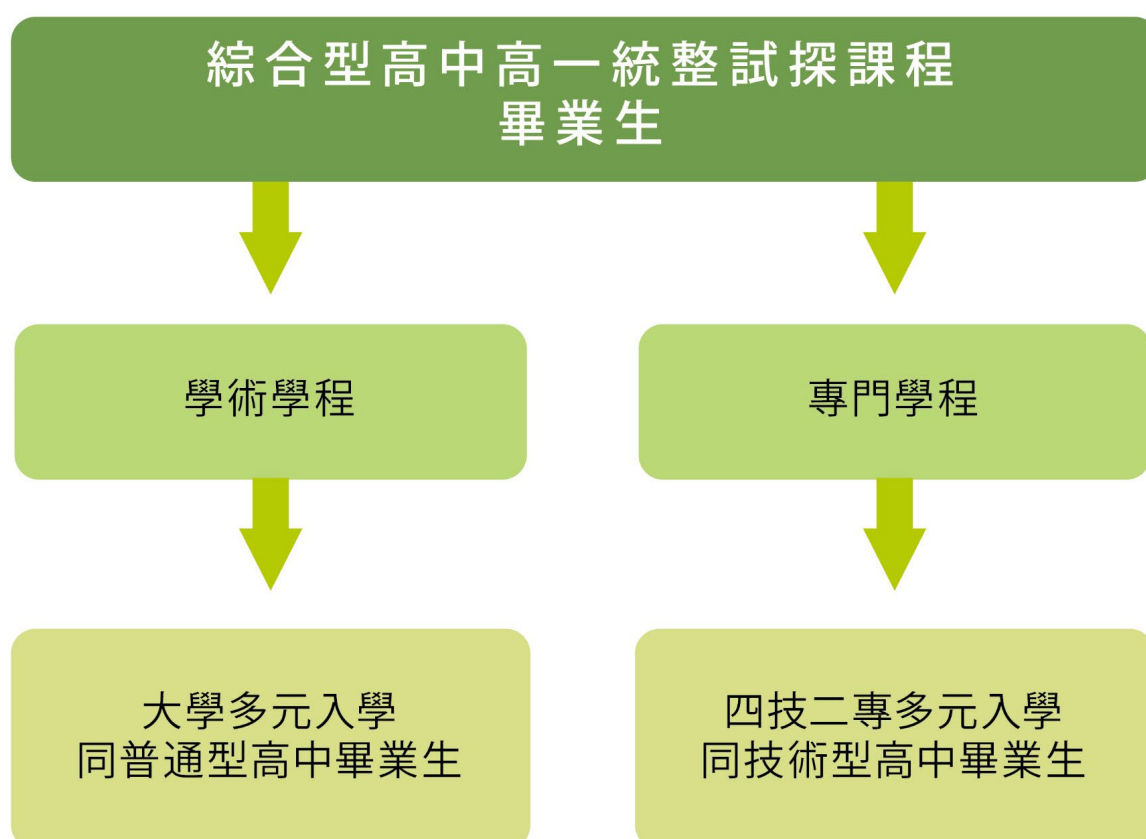 綜合型高中高一統整試探課程
畢業生
學術學程
專門學程
大學多元入學
同普通型高中畢業生
四技二專多元入學
同技術型高中畢業生